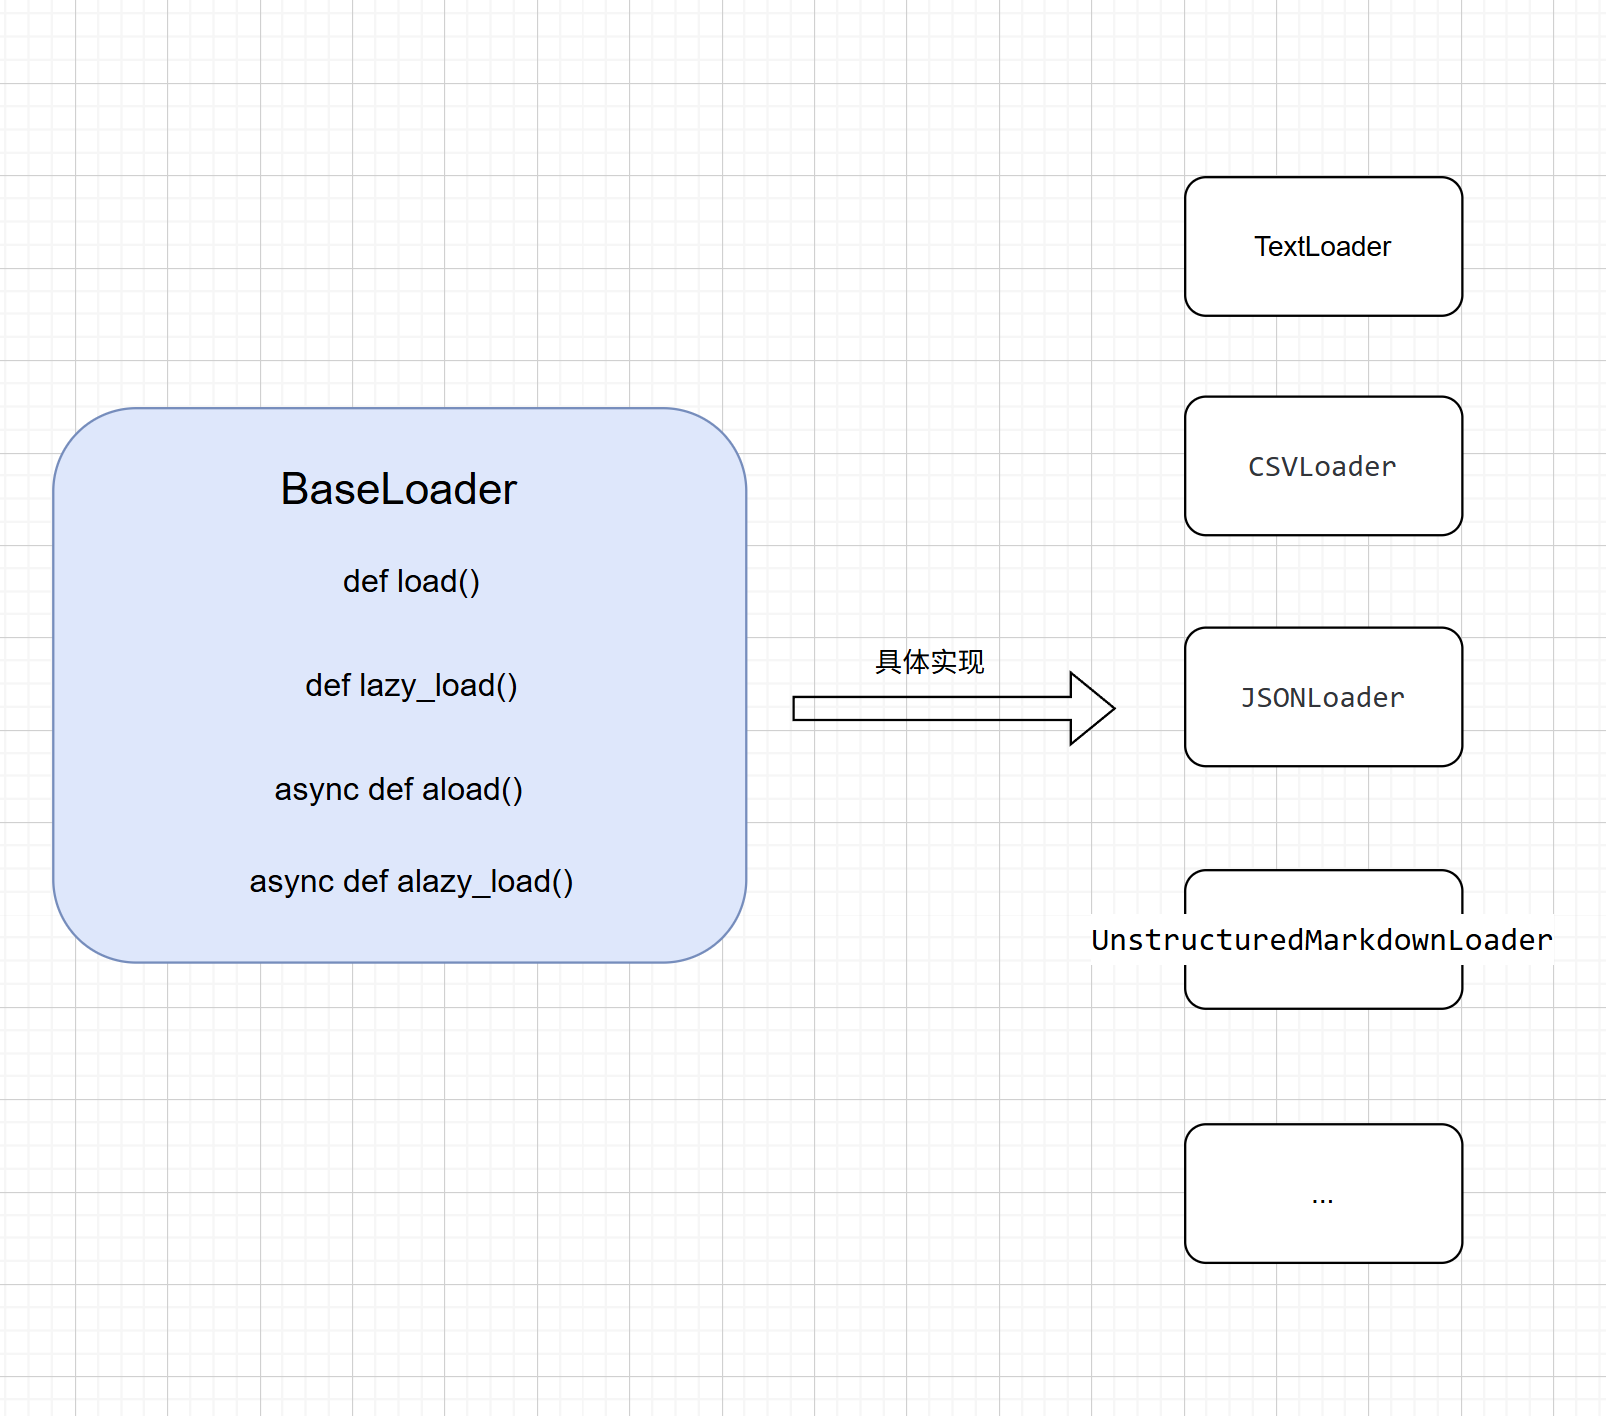 BaseLoader
def load()
def lazy_load()
async def aload()
async def alazy_load()
具体实现
TextLoader
CSVLoader
JSONLoader
UnstructuredMarkdownLoader
...